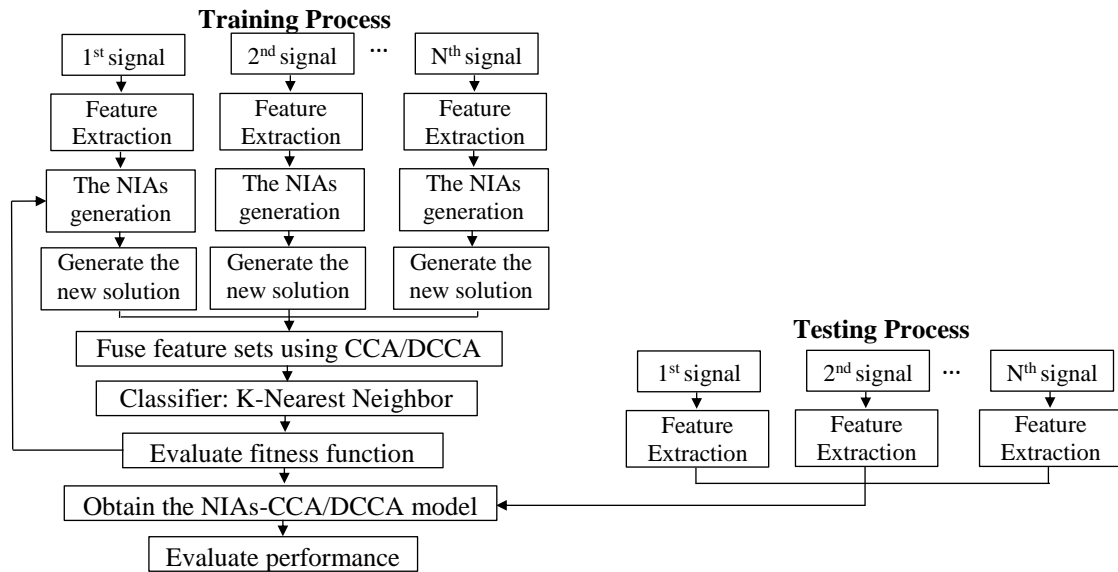 Training Process
1st signal
2nd signal
...
Nth signal
Feature
Extraction
Feature
Extraction
Feature
Extraction
The NIAs
generation
The NIAs
generation
The NIAs
generation
Generate the
new solution
Generate the
new solution
Generate the
new solution
Fuse feature sets using CCA/DCCA
Classifier: K-Nearest Neighbor
Evaluate fitness function
Obtain the NIAs-CCA/DCCA model
Evaluate performance
Testing Process
1st signal
2nd signal
...
Nth signal
Feature
Extraction
Feature
Extraction
Feature
Extraction